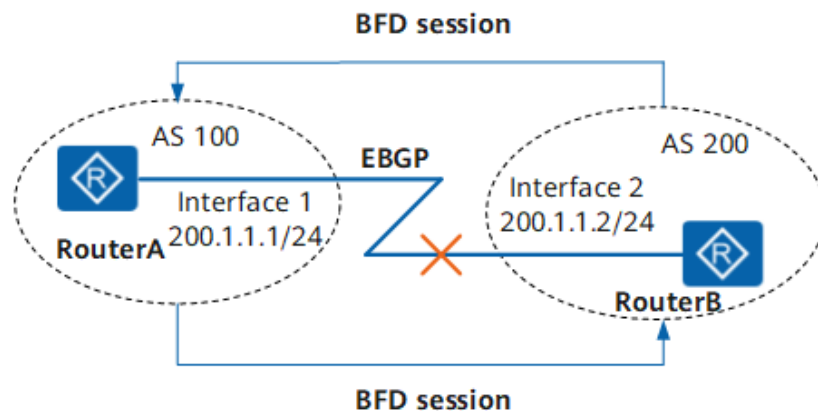 BFD session
AS 100
EBGP
AS 200
R
Interface 1
200.1.1.1/24
Interface 2
200.1.1.2/24
RouterA
R
RouterB
BFD session